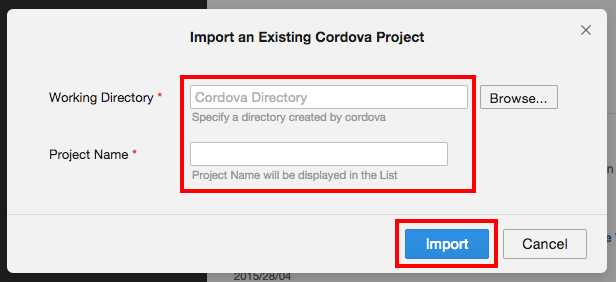 Import an Existing Cordova Project
Working Directory *
Cordova Directory
Browse...
Specify a directory created by cordova
Project Name *
Project Name will be displayed in the List
Import
Cancel
2015/28/04